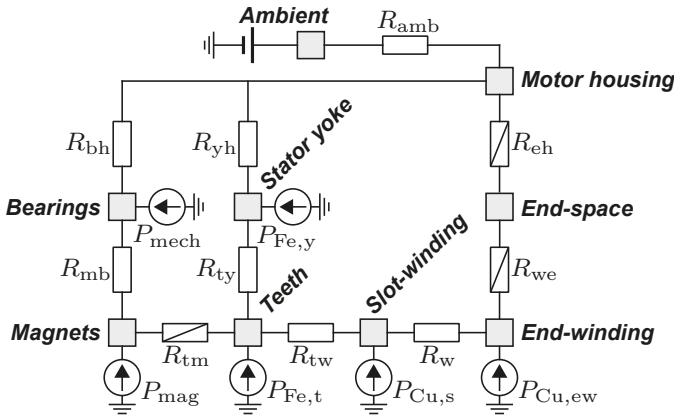 Ambient
R_amb
Motor housing
R_bh
R_yh
Stator yoke
R_eh
Bearings
P_mech
P_Fe,y
End-space
R_mb
R_ty
Teeth
Slot-winding
R_we
Magnets
R_tm
R_tw
R_w
End-winding
P_mag
P_Fe,t
P_Cu,s
P_Cu,ew